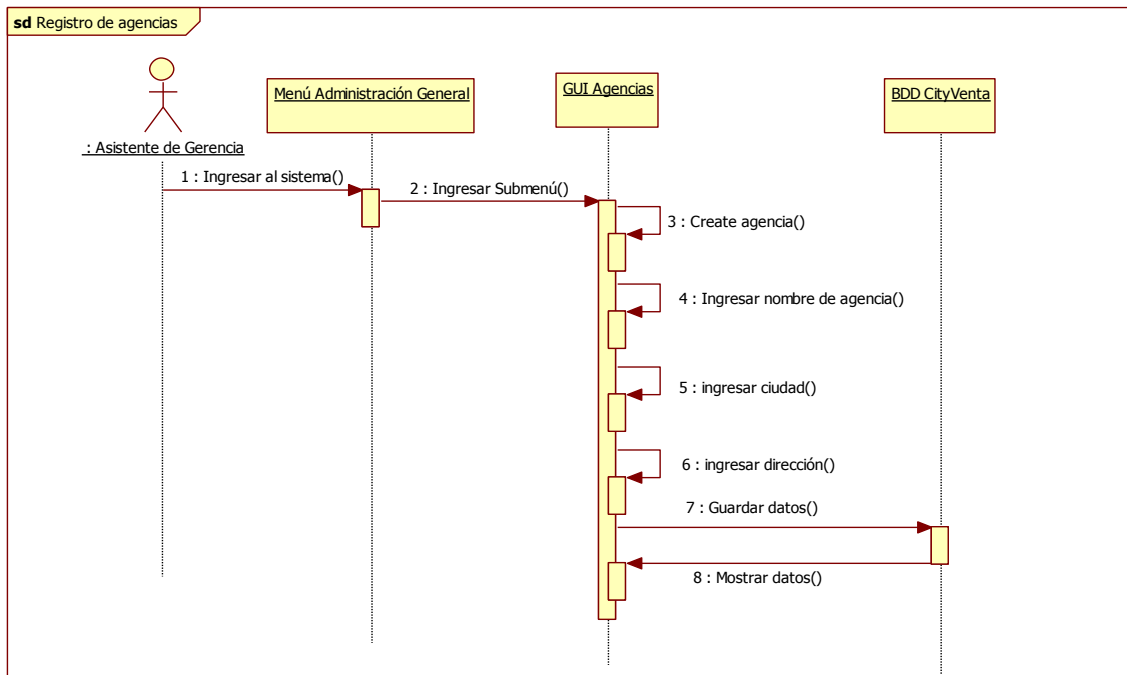 sd Registro de agencias
: Asistente de Gerencia
Menú Administración General
GUI Agencias
BDD CityVenta
1 : Ingresar al sistema()
2 : Ingresar Submenú()
3 : Create agencia()
4 : Ingresar nombre de agencia()
5 : ingresar ciudad()
6 : ingresar dirección()
7 : Guardar datos()
8 : Mostrar datos()